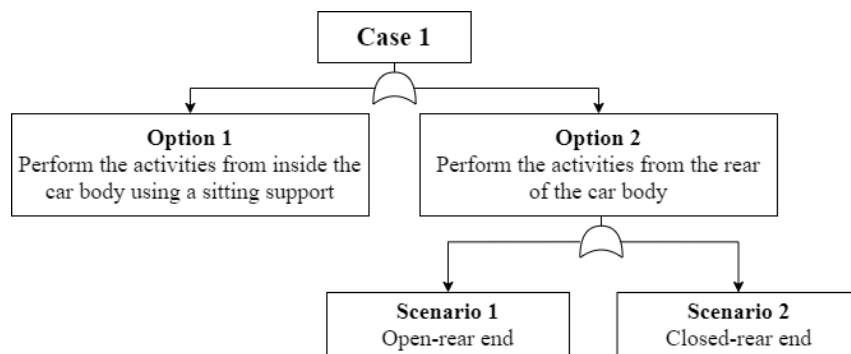 Case 1
Option 1
Perform the activities from inside the
car body using a sitting support
Option 2
Perform the activities from the rear
of the car body
Scenario 1
Open-rear end
Scenario 2
Closed-rear end